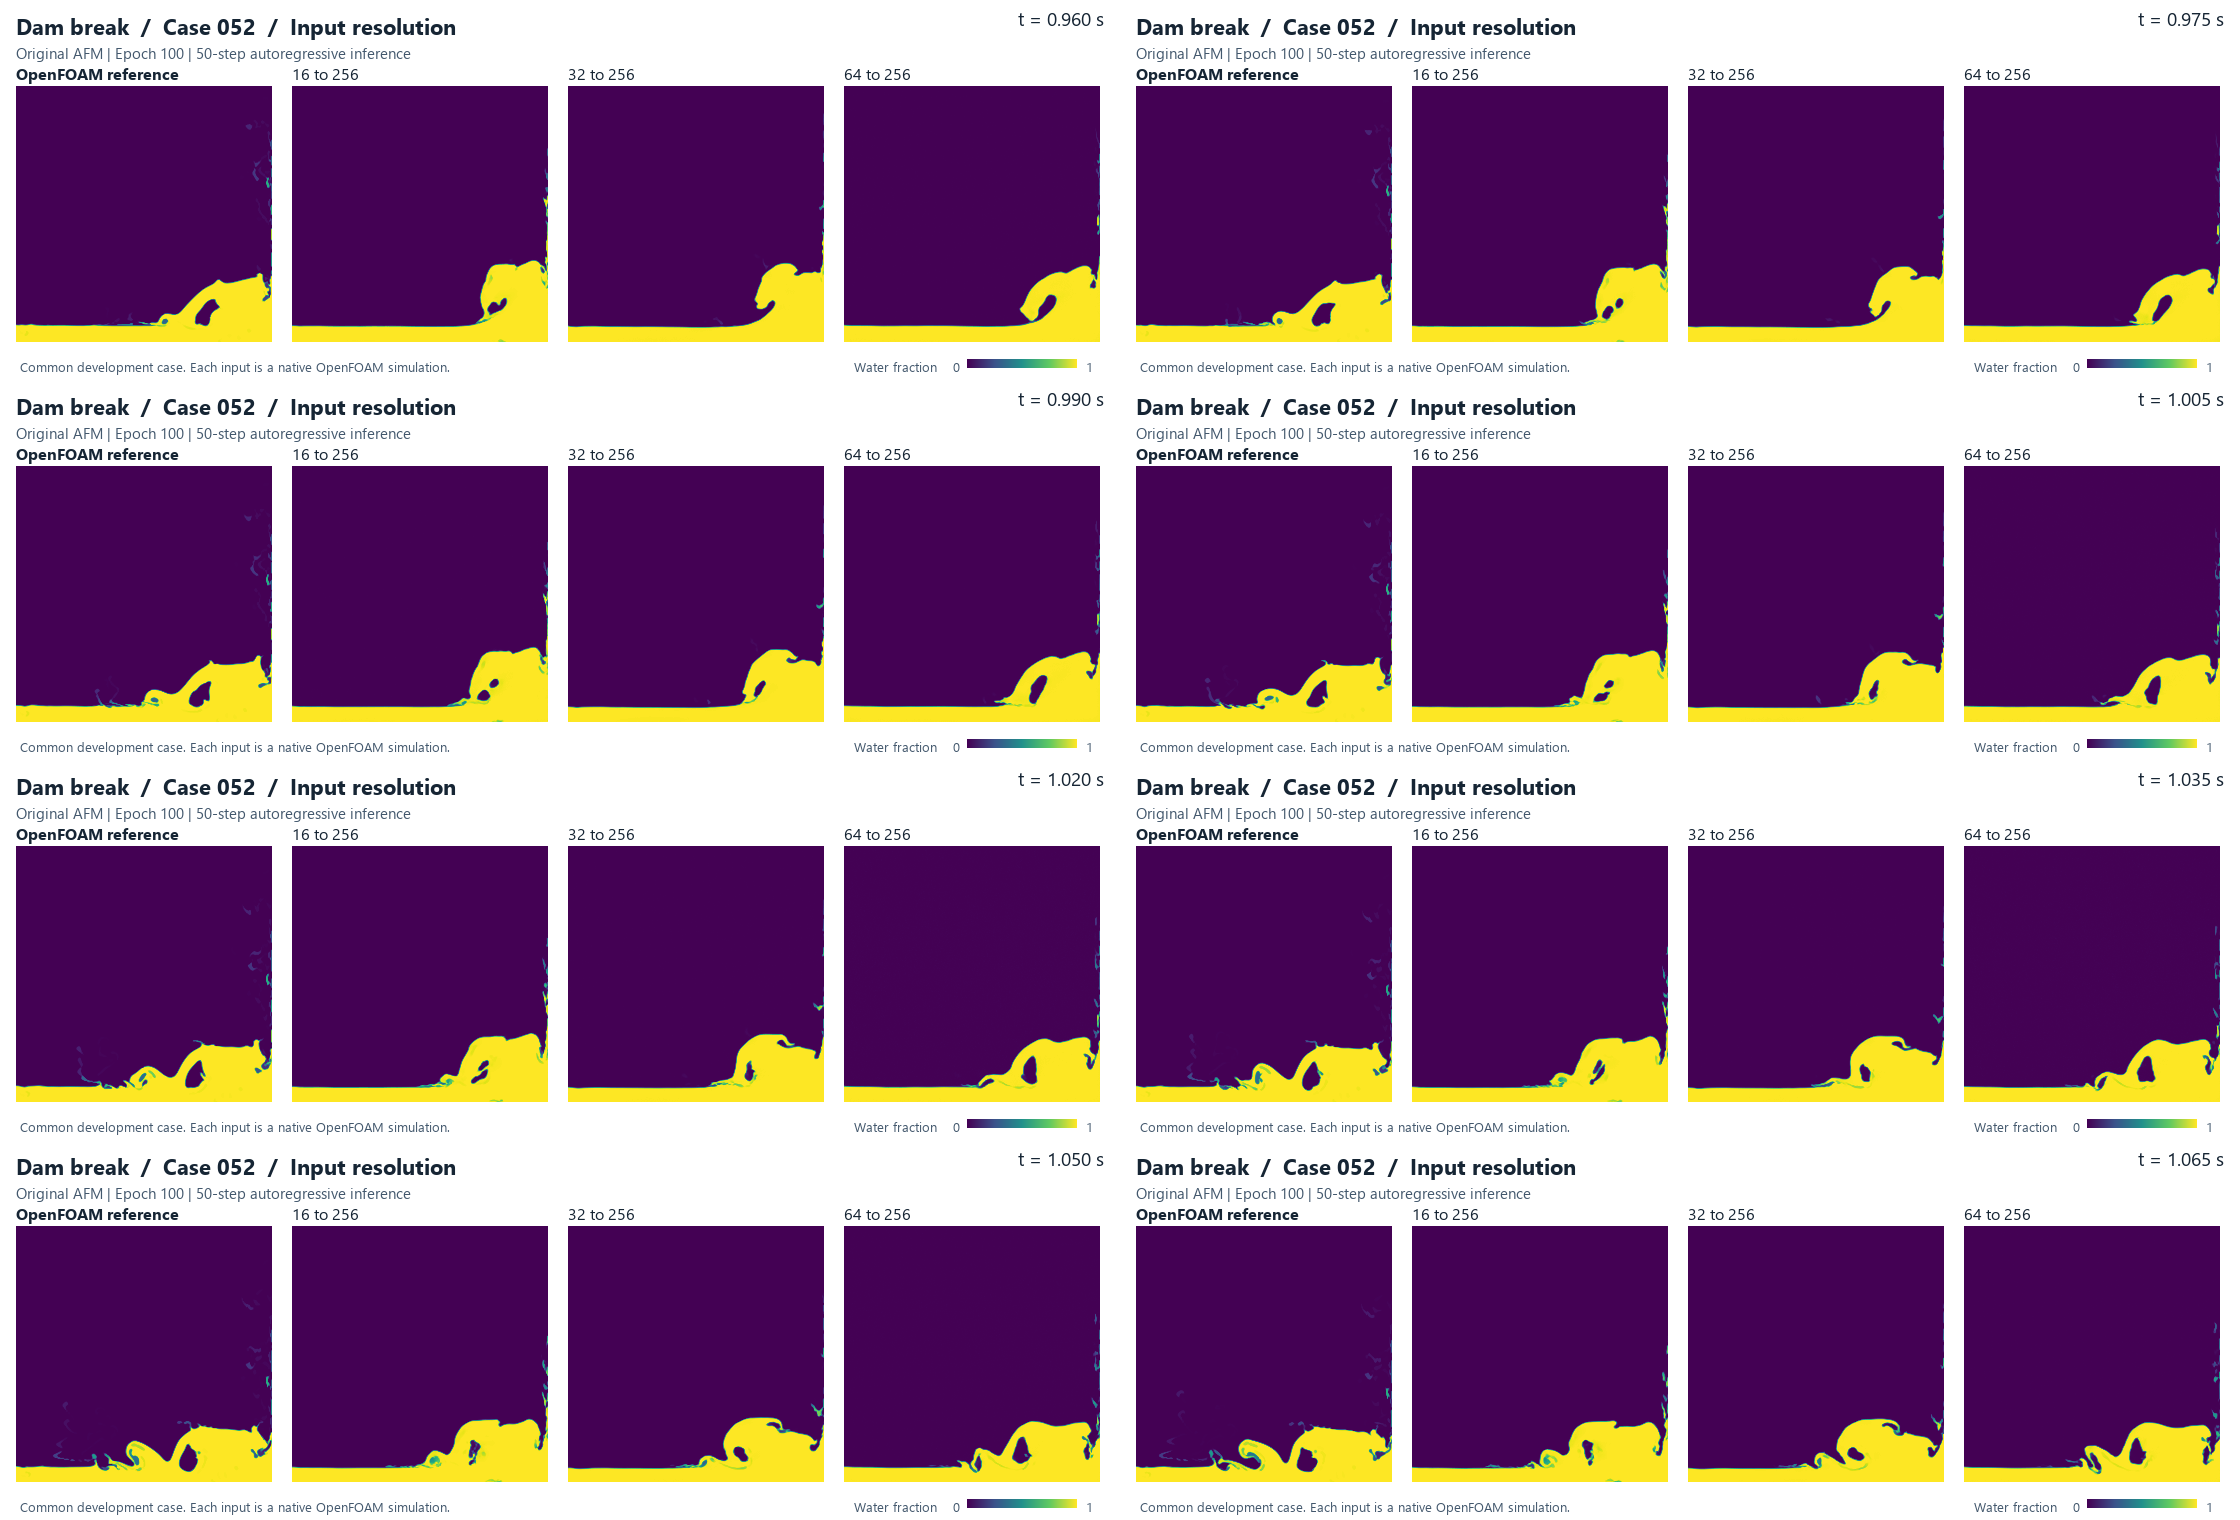 Dam break / Case 052 / Input resolution
t = 0.960 s
Original AFM | Epoch 100 | 50-step autoregressive inference
OpenFOAM reference
16 to 256
32 to 256
64 to 256
Common development case. Each input is a native OpenFOAM simulation.
Water fraction 0 1
Dam break / Case 052 / Input resolution
t = 0.975 s
Original AFM | Epoch 100 | 50-step autoregressive inference
OpenFOAM reference
16 to 256
32 to 256
64 to 256
Common development case. Each input is a native OpenFOAM simulation.
Water fraction 0 1
Dam break / Case 052 / Input resolution
t = 0.990 s
Original AFM | Epoch 100 | 50-step autoregressive inference
OpenFOAM reference
16 to 256
32 to 256
64 to 256
Common development case. Each input is a native OpenFOAM simulation.
Water fraction 0 1
Dam break / Case 052 / Input resolution
t = 1.005 s
Original AFM | Epoch 100 | 50-step autoregressive inference
OpenFOAM reference
16 to 256
32 to 256
64 to 256
Common development case. Each input is a native OpenFOAM simulation.
Water fraction 0 1
Dam break / Case 052 / Input resolution
t = 1.020 s
Original AFM | Epoch 100 | 50-step autoregressive inference
OpenFOAM reference
16 to 256
32 to 256
64 to 256
Common development case. Each input is a native OpenFOAM simulation.
Water fraction 0 1
Dam break / Case 052 / Input resolution
t = 1.035 s
Original AFM | Epoch 100 | 50-step autoregressive inference
OpenFOAM reference
16 to 256
32 to 256
64 to 256
Common development case. Each input is a native OpenFOAM simulation.
Water fraction 0 1
Dam break / Case 052 / Input resolution
t = 1.050 s
Original AFM | Epoch 100 | 50-step autoregressive inference
OpenFOAM reference
16 to 256
32 to 256
64 to 256
Common development case. Each input is a native OpenFOAM simulation.
Water fraction 0 1
Dam break / Case 052 / Input resolution
t = 1.065 s
Original AFM | Epoch 100 | 50-step autoregressive inference
OpenFOAM reference
16 to 256
32 to 256
64 to 256
Common development case. Each input is a native OpenFOAM simulation.
Water fraction 0 1